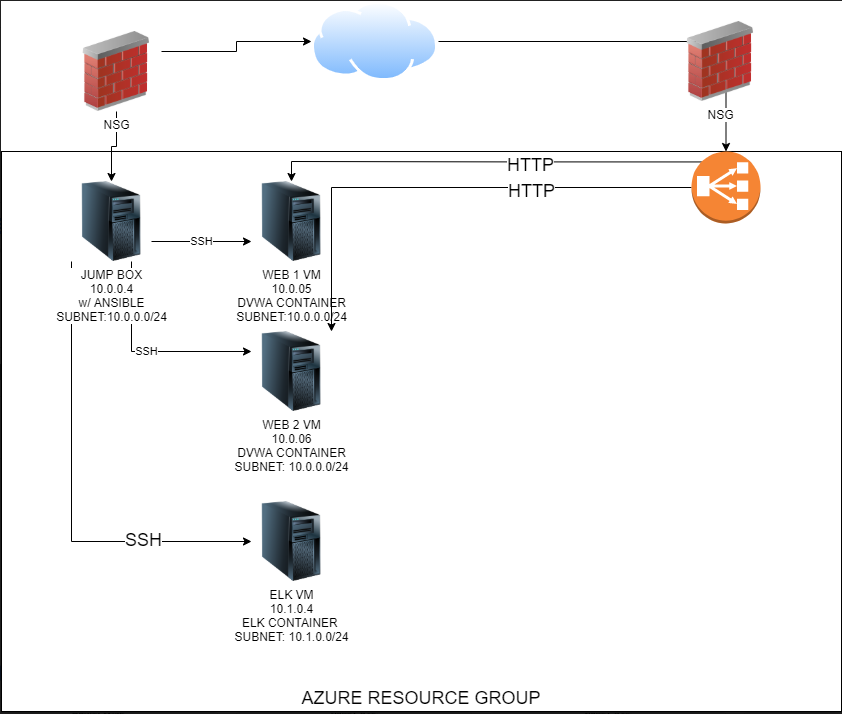 NSG
NSG
HTTP
HTTP
SSH
JUMP BOX
10.0.0.4
w/ ANSIBLE
SUBNET:10.0.0.0/24
WEB 1 VM
10.0.05
DVWA CONTAINER
SUBNET: 10.0.0.0/24
SSH
WEB 2 VM
10.0.06
DVWA CONTAINER
SUBNET: 10.0.0.0/24
SSH
ELK VM
10.1.0.4
ELK CONTAINER
SUBNET: 10.1.0.0/24
AZURE RESOURCE GROUP